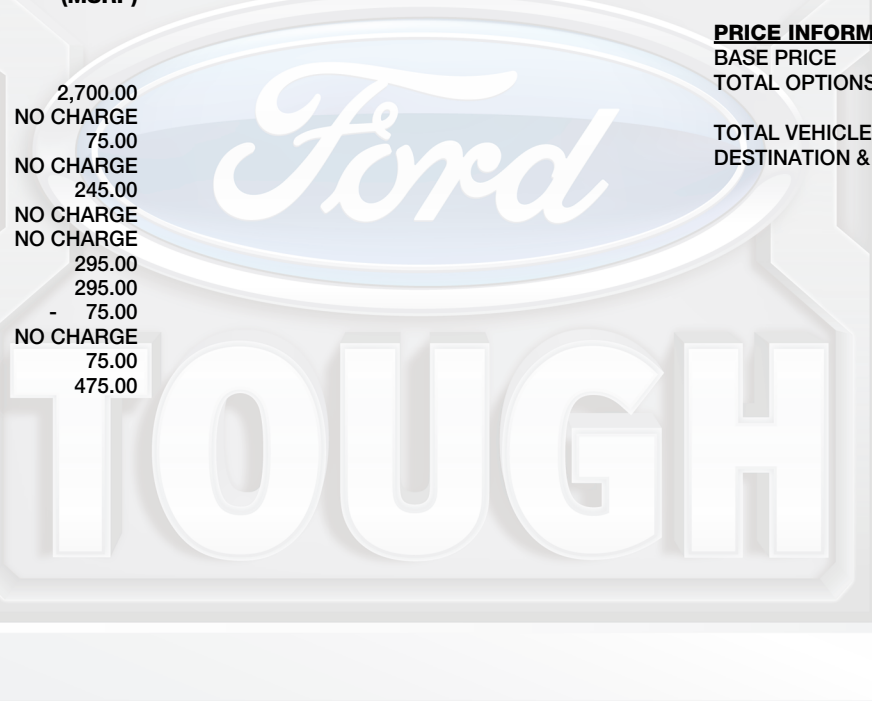 (MSRP)
2,700.00
NO CHARGE
75.00
NO CHARGE
245.00
NO CHARGE
NO CHARGE
295.00
295.00
- 75.00
NO CHARGE
75.00
475.00
PRICE INFORM
BASE PRICE
TOTAL OPTIONS
TOTAL VEHICLE
DESTINATION &
Ford
TOUGH